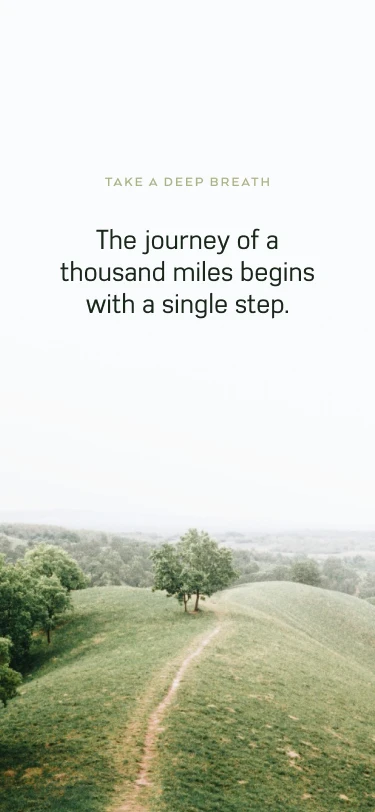 TAKE A DEEP BREATH
The journey of a
thousand miles begins
with a single step.